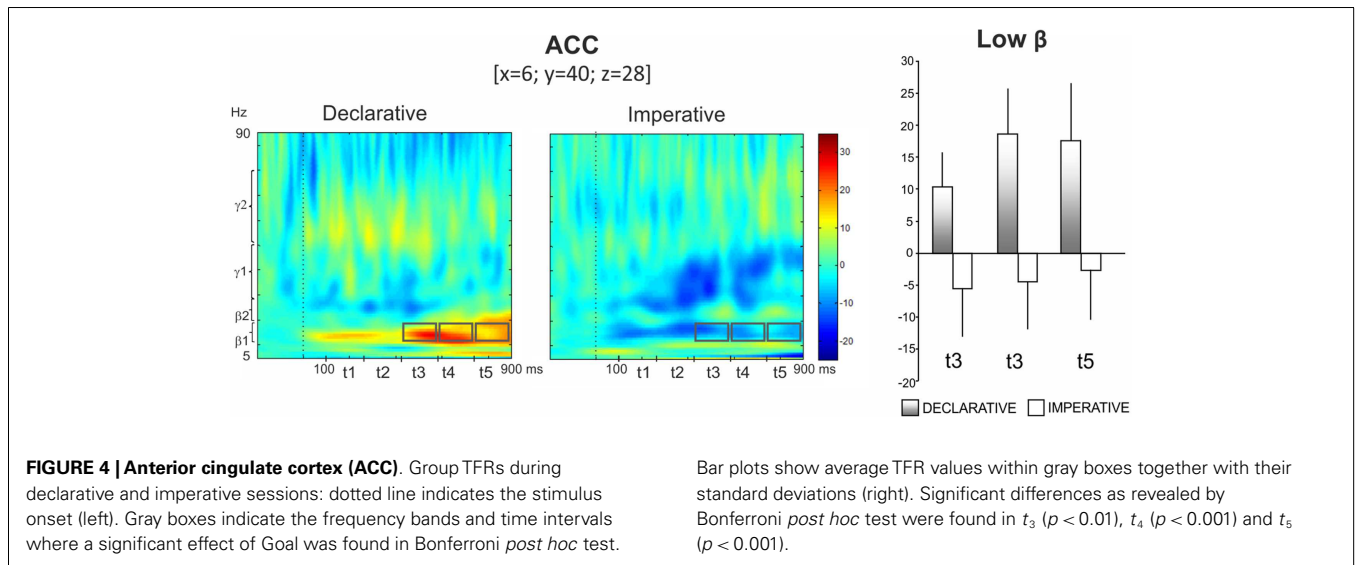 ACC
[x=6; y=40; z=28]
Declarative
Imperative
Hz
90
γ2
γ1
β2
β1
5
100 t1 t2 t3 t4 t5 900 ms
100 t1 t2 t3 t4 t5 900 ms
30
20
10
0
-10
-20
Low β
30
25
20
15
10
5
0
-5
-10
-15
-20
t3 t3 t5
DECLARATIVE IMPERATIVE
FIGURE 4 | Anterior cingulate cortex (ACC). Group TFRs during
declarative and imperative sessions: dotted line indicates the stimulus
onset (left). Gray boxes indicate the frequency bands and time intervals
where a significant effect of Goal was found in Bonferroni post hoc test.
Bar plots show average TFR values within gray boxes together with their
standard deviations (right). Significant differences as revealed by
Bonferroni post hoc test were found in t3 (p < 0.01), t4 (p < 0.001) and t5
(p < 0.001).